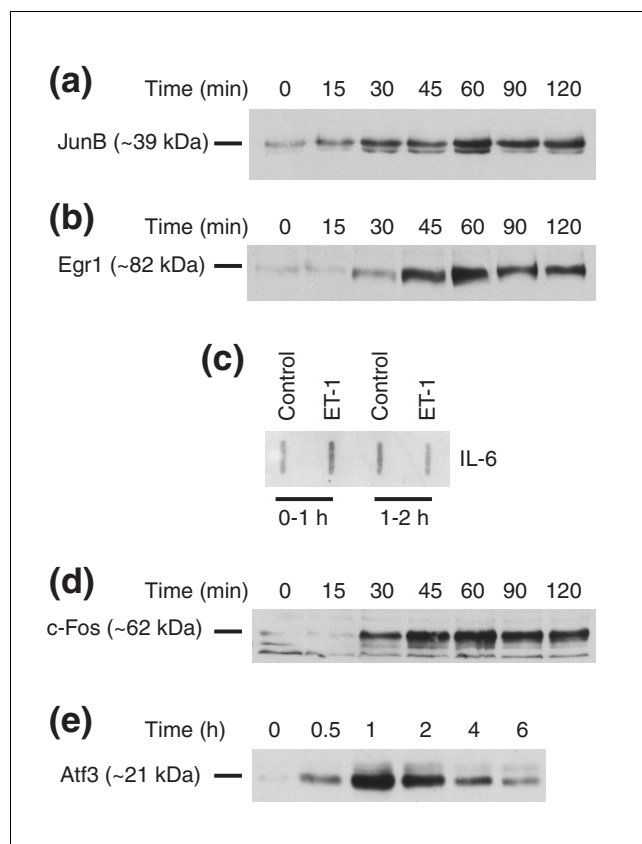 (a)
Time (min) 0 15 30 45 60 90 120
JunB (~39 kDa)
(b)
Time (min) 0 15 30 45 60 90 120
Egr1 (~82 kDa)
(c)
Control ET-1 Control ET-1
IL-6
0-1 h 1-2 h
(d)
Time (min) 0 15 30 45 60 90 120
c-Fos (~62 kDa)
(e)
Time (h) 0 0.5 1 2 4 6
Atf3 (~21 kDa)